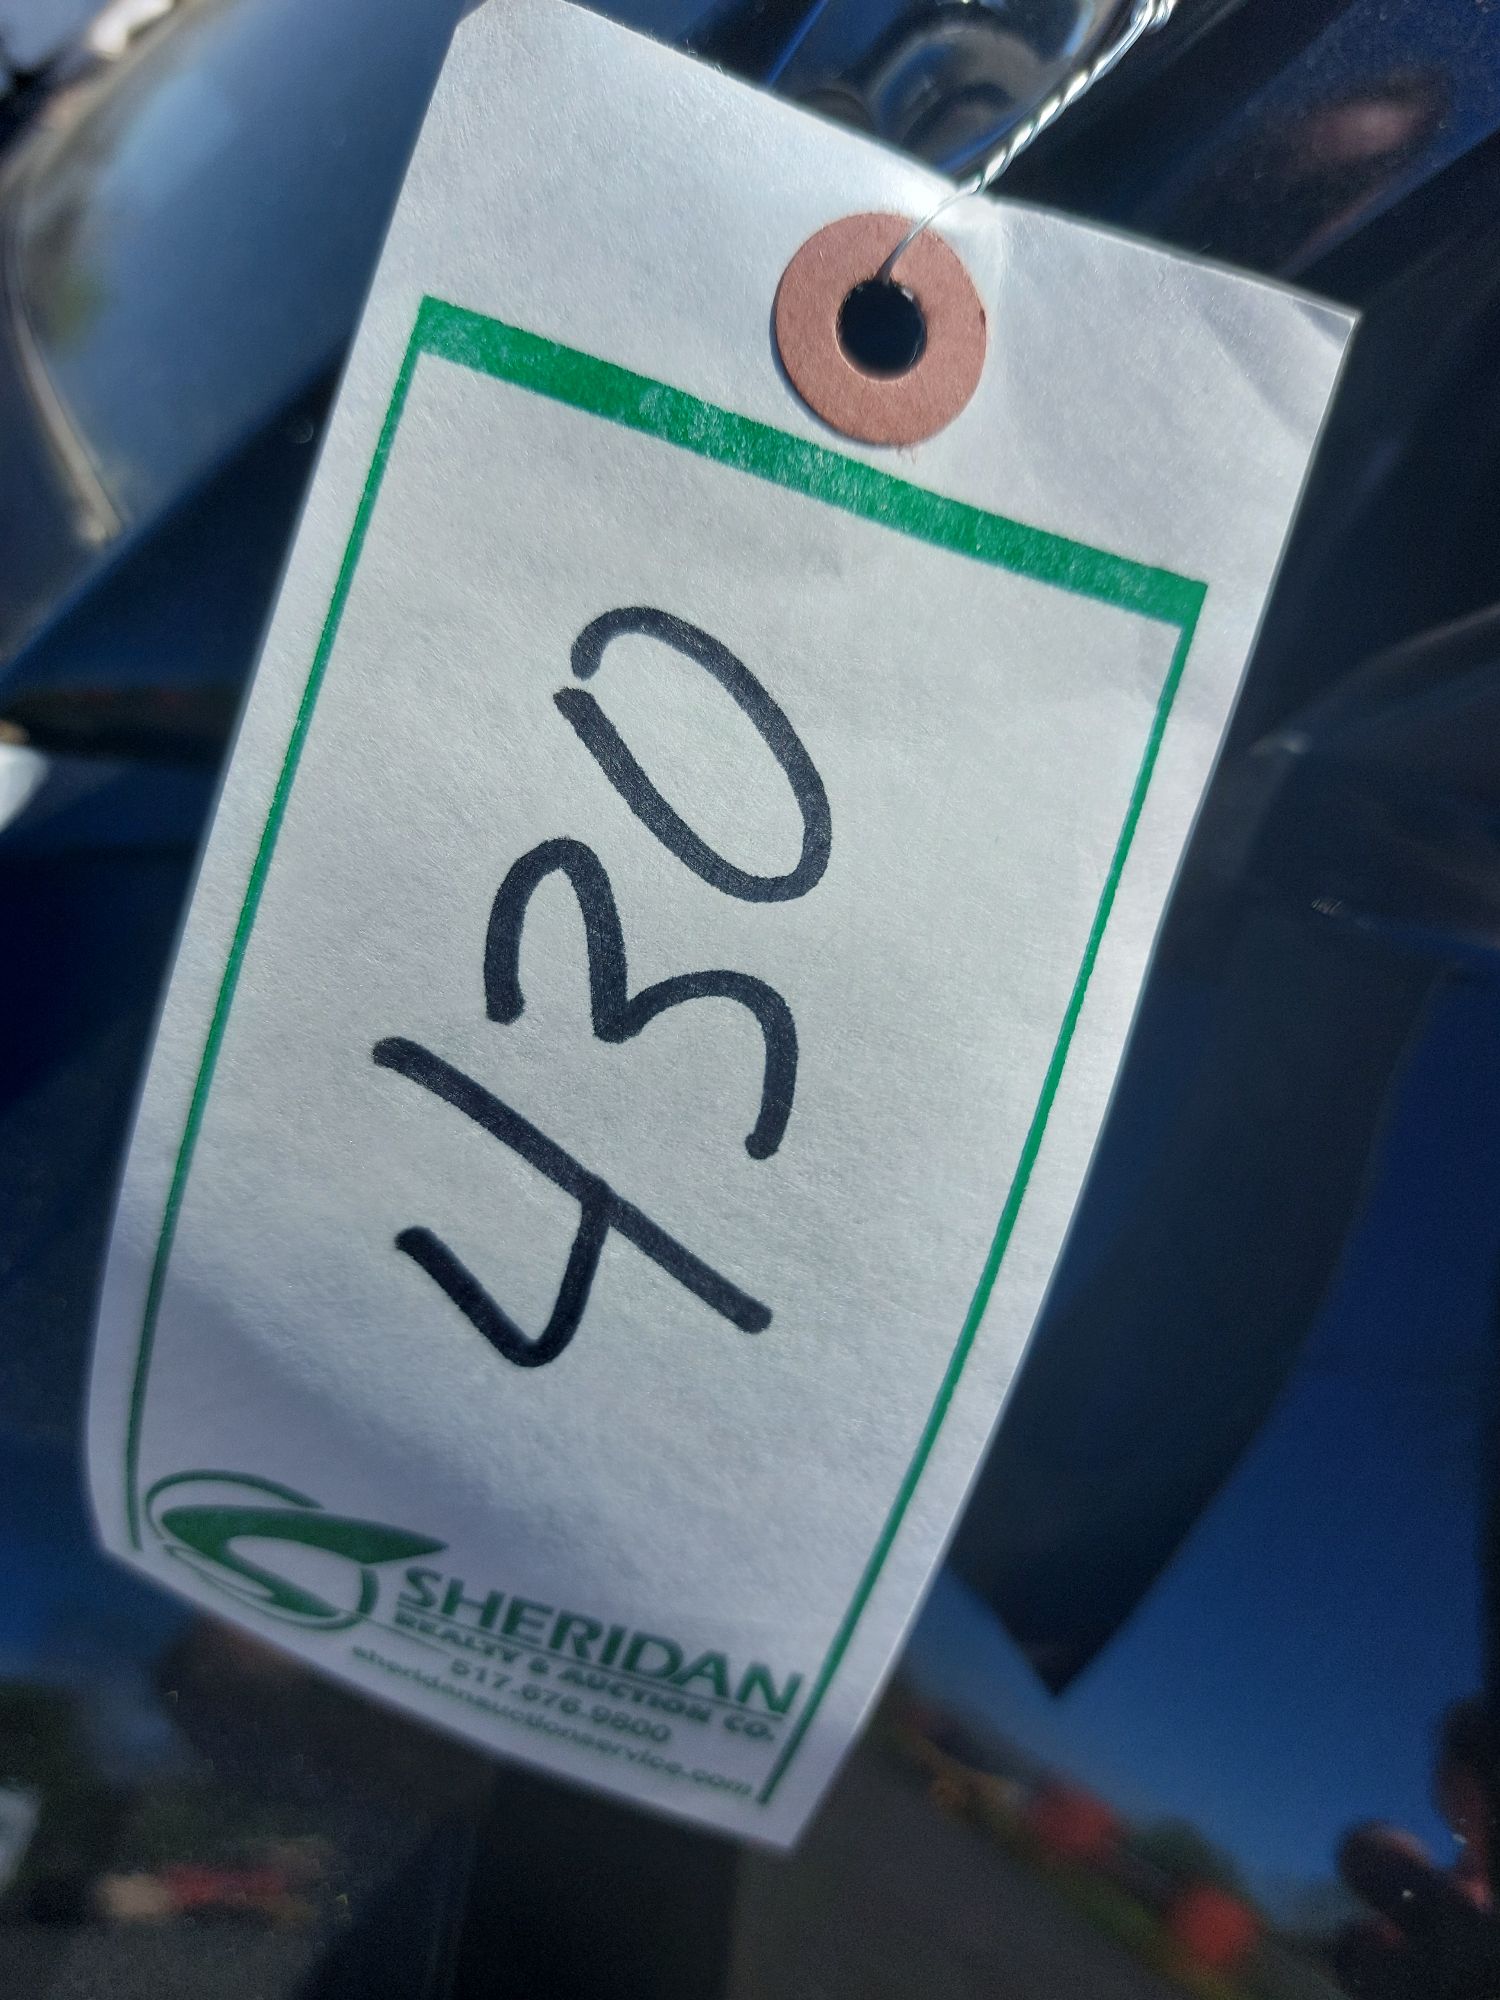 430
SHERIDAN
REALTY & AUCTION CO.
517.676.9800
sheridanauctionservice.com